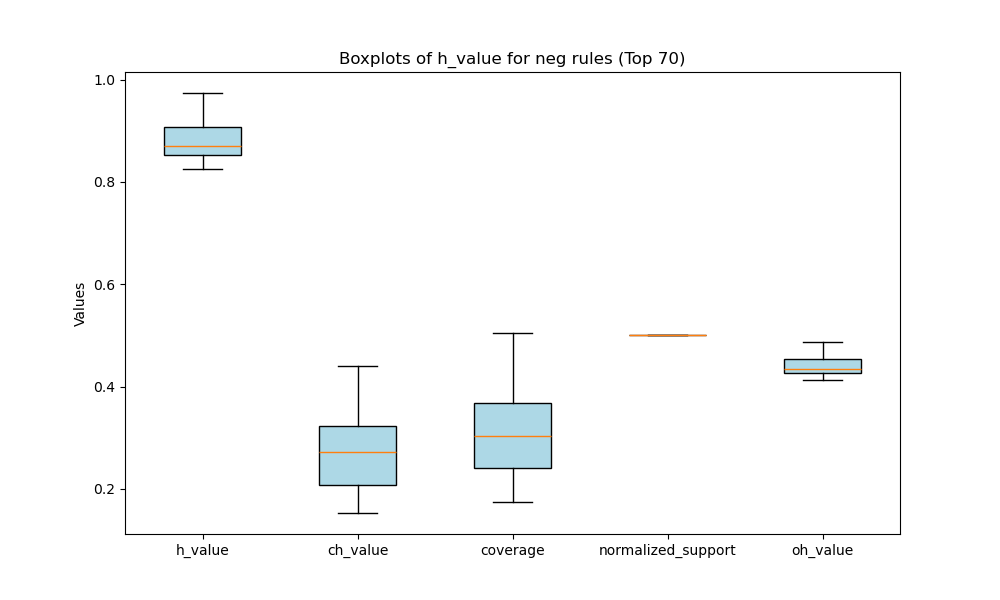 Boxplots of h_value for neg rules (Top 70)
Values
1.0
0.8
0.6
0.4
0.2
h_value
ch_value
coverage
normalized_support
oh_value